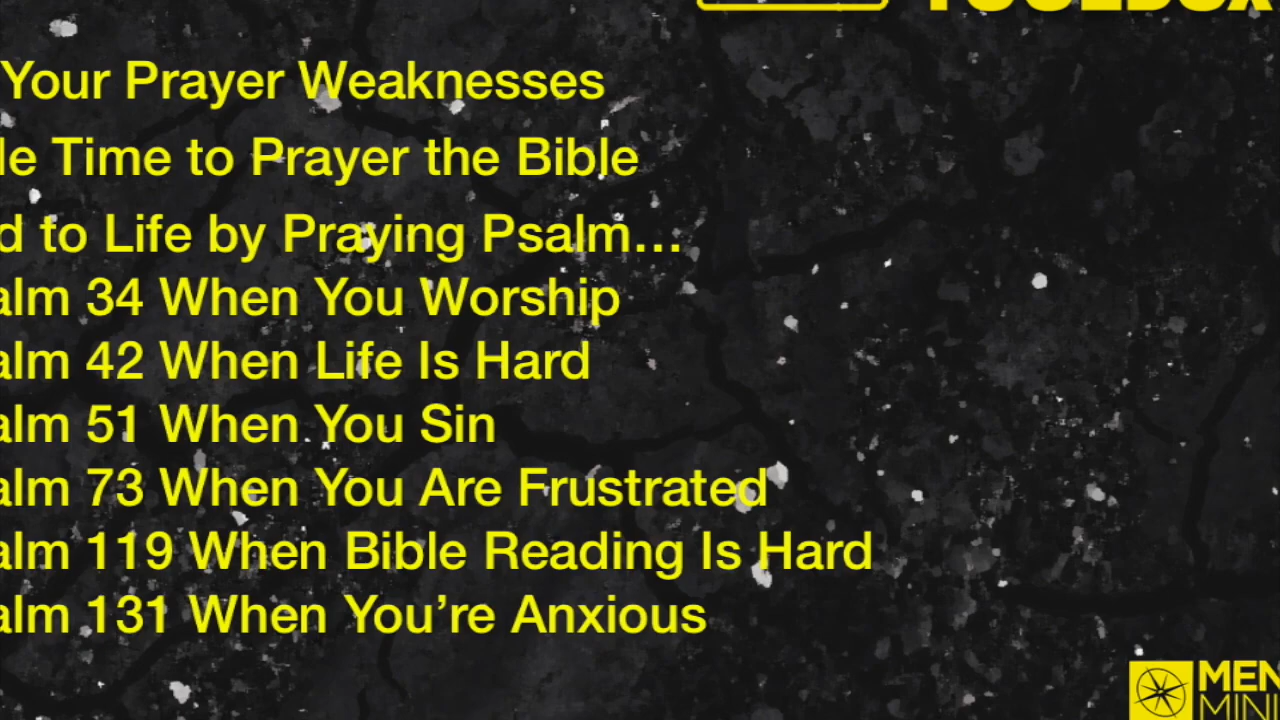 Your Prayer Weaknesses
le Time to Prayer the Bible
d to Life by Praying Psalm…
alm 34 When You Worship
alm 42 When Life Is Hard
alm 51 When You Sin
alm 73 When You Are Frustrated
alm 119 When Bible Reading Is Hard
alm 131 When You're Anxious
MEN
MINI